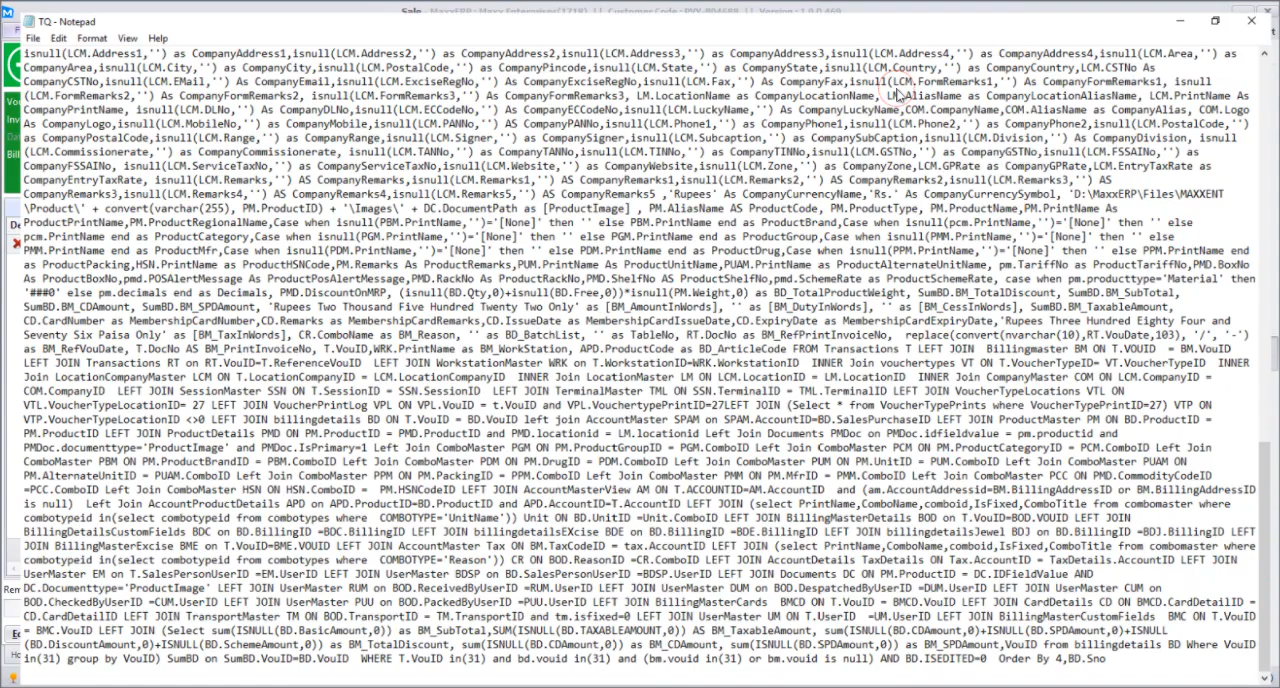 Sale - MaxxERP : Maxx Enterprise(1718) || Customer Code : PVY-B04688 || Version : 1.0.0.469
TQ - Notepad
File Edit Format View Help
isnull(LCM.Address1,'') as CompanyAddress1,isnull(LCM.Address2,'') as CompanyAddress2,isnull(LCM.Address3,'') as CompanyAddress3,isnull(LCM.Address4,'') as CompanyAddress4,isnull(LCM.Area,'') as
CompanyArea,isnull(LCM.City,'') as CompanyCity,isnull(LCM.PostalCode,'') as CompanyPincode,isnull(LCM.State,'') as CompanyState,isnull(LCM.Country,'') as CompanyCountry,LCM.CSTNo As
CompanyCSTNo,isnull(LCM.EMail,'') As CompanyEmail,isnull(LCM.ExciseRegNo,'') As CompanyExciseRegNo,isnull(LCM.Fax,'') As CompanyFax,isnull(LCM.FormRemarks1,'') As CompanyFormRemarks1, isnull
(LCM.FormRemarks2,'') As CompanyFormRemarks2, isnull(LCM.FormRemarks3,'') As CompanyFormRemarks3, LM.LocationName as CompanyLocationName, LM.AliasName as CompanyLocationAliasName, LCM.PrintName As
CompanyPrintName, isnull(LCM.DLNo,'') As CompanyDLNo,isnull(LCM.ECCodeNo,'') As CompanyECCodeNo,isnull(LCM.LuckyName,'') As CompanyLuckyName,COM.CompanyName,COM.AliasName as CompanyAlias, COM.Logo
As CompanyLogo,isnull(LCM.MobileNo,'') As CompanyMobile,isnull(LCM.PANNo,'') AS CompanyPANNo,isnull(LCM.Phone1,'') As CompanyPhone1,isnull(LCM.Phone2,'') As CompanyPhone2,isnull(LCM.PostalCode,'')
As CompanyPostalCode,isnull(LCM.Range,'') as CompanyRange,isnull(LCM.Signer,'') as CompanySigner,isnull(LCM.Subcaption,'') as CompanySubCaption,isnull(LCM.Division,'') As CompanyDivision, isnull
(LCM.Commissionerate,'') as CompanyCommissionerate, isnull(LCM.TANNo,'') as CompanyTANNo,isnull(LCM.TINNo,'') as CompanyTINNo,isnull(LCM.GSTNo,'') as CompanyGSTNo,isnull(LCM.FSSAINo,'') as
CompanyFSSAINo, isnull(LCM.ServiceTaxNo,'') as CompanyServiceTaxNo,isnull(LCM.Website,'') as CompanyWebsite,isnull(LCM.Zone,'') as CompanyZone,LCM.GPRate as CompanyGPRate,LCM.EntryTaxRate as
CompanyEntryTaxRate, isnull(LCM.Remarks,'') AS CompanyRemarks,isnull(LCM.Remarks1,'') AS CompanyRemarks1,isnull(LCM.Remarks2,'') AS CompanyRemarks2,isnull(LCM.Remarks3,'') AS
CompanyRemarks3,isnull(LCM.Remarks4,'') AS CompanyRemarks4,isnull(LCM.Remarks5,'') AS CompanyRemarks5 ,'Rupees' As CompanyCurrencyName,'Rs.' As CompanyCurrencySymbol, 'D:\MaxxERP\Files\MAXXENT
\Product\' + convert(varchar(255), PM.ProductID) + '\Images\' + DC.DocumentPath as [ProductImage] , PM.AliasName AS ProductCode, PM.ProductType, PM.ProductName,PM.PrintName As
ProductPrintName,PM.ProductRegionalName,Case when isnull(PBM.PrintName,'')='[None]' then '' else PBM.PrintName end as ProductBrand,Case when isnull(pcm.PrintName,'')='[None]' then '' else
pcm.PrintName end as ProductCategory,Case when isnull(PGM.PrintName,'')='[None]' then '' else PGM.PrintName end as ProductGroup,Case when isnull(PMM.PrintName,'')='[None]' then '' else
PMM.PrintName end as ProductMfr,Case when isnull(PDM.PrintName,'')='[None]' then '' else PDM.PrintName end as ProductDrug,Case when isnull(PPM.PrintName,'')='[None]' then '' else PPM.PrintName end
as ProductPacking,HSN.PrintName as ProductHSNCode,PM.Remarks As ProductRemarks,PUM.PrintName As ProductUnitName,PUAM.PrintName as ProductAlternateUnitName, pm.TariffNo as ProductTariffNo,PMD.BoxNo
As ProductBoxNo,pmd.POSAlertMessage As ProductPosAlertMessage,PMD.RackNo AS ProductRackNo,PMD.ShelfNo AS ProductShelfNo,pmd.SchemeRate as ProductSchemeRate, case when pm.producttype='Material' then
'###0' else pm.decimals end as Decimals, PMD.DiscountOnMRP, (isnull(BD.Qty,0)+isnull(BD.Free,0))*isnull(PM.Weight,0) as BD_TotalProductWeight, SumBD.BM_TotalDiscount, SumBD.BM_SubTotal,
SumBD.BM_CDAmount, SumBD.BM_SPDAmount, 'Rupees Two Thousand Five Hundred Twenty Two Only' as [BM_AmountInWords], '' as [BM_DutyInWords], '' as [BM_CessInWords], SumBD.BM_TaxableAmount,
CD.CardNumber as MembershipCardNumber,CD.Remarks as MembershipCardRemarks,CD.IssueDate as MembershipCardIssueDate,CD.ExpiryDate as MembershipCardExpiryDate,'Rupees Three Hundred Eighty Four and
Seventy Six Paisa Only' as [BM_TaxInWords], CR.ComboName as BM_Reason, '' as BD_BatchList, '' as TableNo, RT.DocNo as BM_RefPrintInvoiceNo, replace(convert(nvarchar(10),RT.VouDate,103), '/', '-')
as BM_RefVouDate, T.DocNO AS BM_PrintInvoiceNo, T.VouID,WRK.PrintName as BM_WorkStation, APD.ProductCode as BD_ArticleCode FROM Transactions T LEFT JOIN Billingmaster BM on T.VOUID = BM.VouID
LEFT JOIN Transactions RT on RT.VouID=T.ReferenceVouID LEFT JOIN WorkstationMaster WRK on T.WorkstationID=WRK.WorkstationID INNER Join vouchertypes VT ON T.VoucherTypeID= VT.VoucherTypeID INNER
Join LocationCompanyMaster LCM ON T.LocationCompanyID = LCM.LocationCompanyID INNER Join LocationMaster LM ON LCM.LocationID = LM.LocationID INNER Join CompanyMaster COM ON LCM.CompanyID =
COM.CompanyID LEFT JOIN SessionMaster SSN ON T.SessionID = SSN.SessionID LEFT JOIN TerminalMaster TML ON SSN.TerminalID = TML.TerminalID LEFT JOIN VoucherTypeLocations VTL ON
VTL.VoucherTypeLocationID= 27 LEFT JOIN VoucherPrintLog VPL ON VPL.VouID = t.VouID and VPL.VouchertypePrintID=27LEFT JOIN (Select * from VoucherTypePrints where VoucherTypePrintID=27) VTP ON
VTP.VoucherTypeLocationID <>0 LEFT JOIN billingdetails BD ON T.VouID = BD.VouID left join AccountMaster SPAM on SPAM.AccountID=BD.SalesPurchaseID LEFT JOIN ProductMaster PM ON BD.ProductID =
PM.ProductID LEFT JOIN ProductDetails PMD ON PM.ProductID = PMD.ProductID and PMD.locationid = LM.locationid Left Join Documents PMDoc on PMDoc.idfieldvalue = pm.productid and
PMDoc.documenttype='ProductImage' and PMDoc.IsPrimary=1 Left Join ComboMaster PGM ON PM.ProductGroupID = PGM.ComboID Left Join ComboMaster PCM ON PM.ProductCategoryID = PCM.ComboID Left Join
ComboMaster PBM ON PM.ProductBrandID = PBM.ComboID Left Join ComboMaster PDM ON PM.DrugID = PDM.ComboID Left Join ComboMaster PUM ON PM.UnitID = PUM.ComboID Left Join ComboMaster PUAM ON
PM.AlternateUnitID = PUAM.ComboID Left Join ComboMaster PPM ON PM.PackingID = PPM.ComboID Left Join ComboMaster PMM ON PM.MfrID = PMM.ComboID Left Join ComboMaster PCC ON PMD.CommodityCodeID
=PCC.ComboID Left Join ComboMaster HSN ON HSN.ComboID = PM.HSNCodeID LEFT JOIN AccountMasterView AM ON T.ACCOUNTID=AM.AccountID and (am.AccountAddressid=BM.BillingAddressID or BM.BillingAddressID
is null) Left Join AccountProductDetails APD on APD.ProductID=BD.ProductID and APD.AccountID=T.AccountID LEFT JOIN (select PrintName,ComboName,comboid,IsFixed,ComboTitle from combomaster where
combotypeid in(select combotypeid from combotypes where COMBOTYPE='UnitName')) Unit ON BD.UnitID =Unit.ComboID LEFT JOIN BillingMasterDetails BOD on T.VouID=BOD.VOUID LEFT JOIN
BillingDetailsCustomFields BDC on BD.BillingID =BDC.BillingID LEFT JOIN billingdetailsEXcise BDE on BD.BillingID =BDE.BillingID LEFT JOIN billingdetailsJewel BDJ on BD.BillingID =BDJ.BillingID LEFT
JOIN BillingMasterExcise BME on T.VouID=BME.VOUID LEFT JOIN AccountMaster Tax ON BM.TaxCodeID = tax.AccountID LEFT JOIN (select PrintName,ComboName,comboid,IsFixed,ComboTitle from combomaster where
combotypeid in(select combotypeid from combotypes where COMBOTYPE='Reason')) CR ON BOD.ReasonID =CR.ComboID LEFT JOIN AccountDetails TaxDetails ON Tax.AccountID = TaxDetails.AccountID LEFT JOIN
UserMaster EM on T.SalesPersonUserID =EM.UserID LEFT JOIN UserMaster BDSP on BD.SalesPersonUserID =BDSP.UserID LEFT JOIN Documents DC ON PM.ProductID = DC.IDFieldValue AND
DC.Documenttype='ProductImage' LEFT JOIN UserMaster RUM on BOD.ReceivedByUserID =RUM.UserID LEFT JOIN UserMaster DUM on BOD.DespatchedByUserID =DUM.UserID LEFT JOIN UserMaster CUM on
BOD.CheckedByUserID =CUM.UserID LEFT JOIN UserMaster PUU on BOD.PackedByUserID =PUU.UserID LEFT JOIN BillingMasterCards BMCD ON T.VouID = BMCD.VouID LEFT JOIN CardDetails CD ON BMCD.CardDetailID =
CD.CardDetailID LEFT JOIN TransportMaster TM ON BOD.TransportID = TM.TransportID and tm.isfixed=0 LEFT JOIN UserMaster UM on T.UserID =UM.UserID LEFT JOIN BillingMasterCustomFields BMC ON T.VouID
= BMC.VouID LEFT JOIN (Select sum(ISNULL(BD.BasicAmount,0)) as BM_SubTotal,SUM(ISNULL(BD.TAXABLEAMOUNT,0)) AS BM_TaxableAmount, sum(ISNULL(BD.CDAmount,0)+ISNULL(BD.SPDAmount,0)+ISNULL
(BD.DiscountAmount,0)+ISNULL(BD.SchemeAmount,0)) as BM_TotalDiscount, sum(ISNULL(BD.CDAmount,0)) as BM_CDAmount, sum(ISNULL(BD.SPDAmount,0)) as BM_SPDAmount,VouID from billingdetails BD Where VouID
in(31) group by VouID) SumBD on SumBD.VouID=BD.VouID WHERE T.VouID in(31) and bd.vouid in(31) and (bm.vouid in(31) or bm.vouid is null) AND BD.ISEDITED=0 Order By 4,BD.Sno